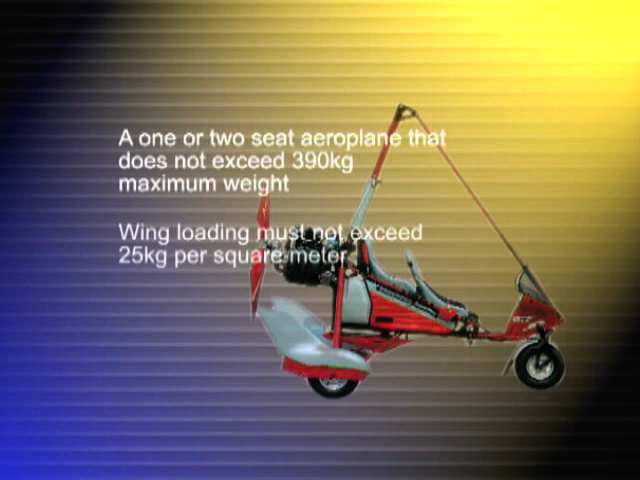 A one or two seat aeroplane that
does not exceed 390kg
maximum weight
Wing loading must not exceed
25kg per square meter